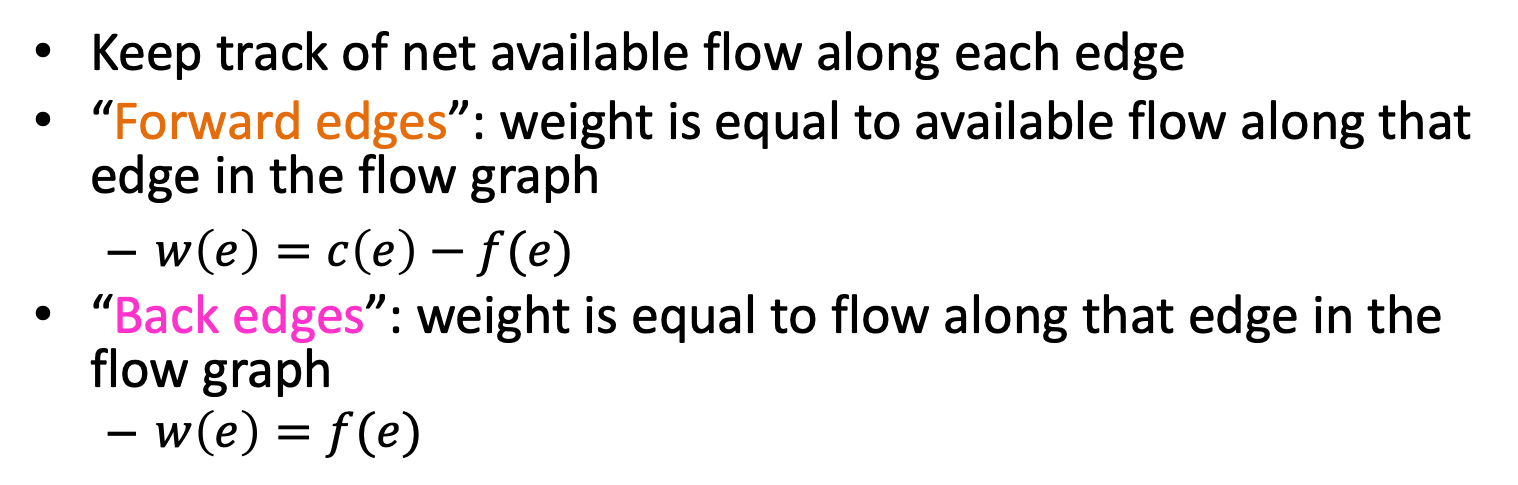 • Keep track of net available flow along each edge
• “Forward edges”: weight is equal to available flow along that
edge in the flow graph
– w(e) = c(e) − f(e)
• “Back edges”: weight is equal to flow along that edge in the
flow graph
– w(e) = f(e)